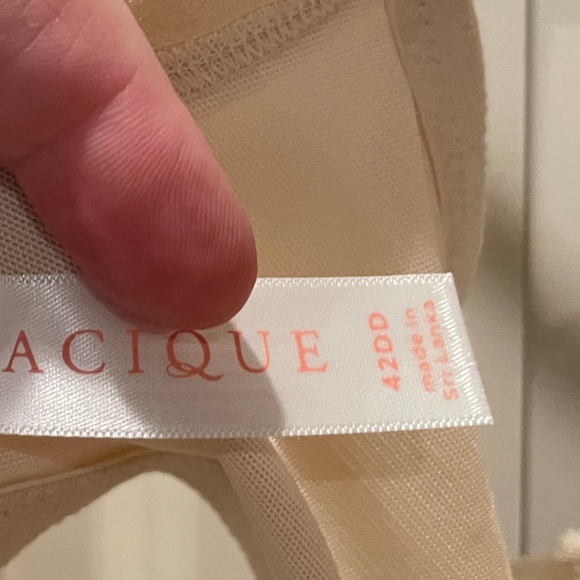 ACIQUE
42DD
made in
Sri Lanka